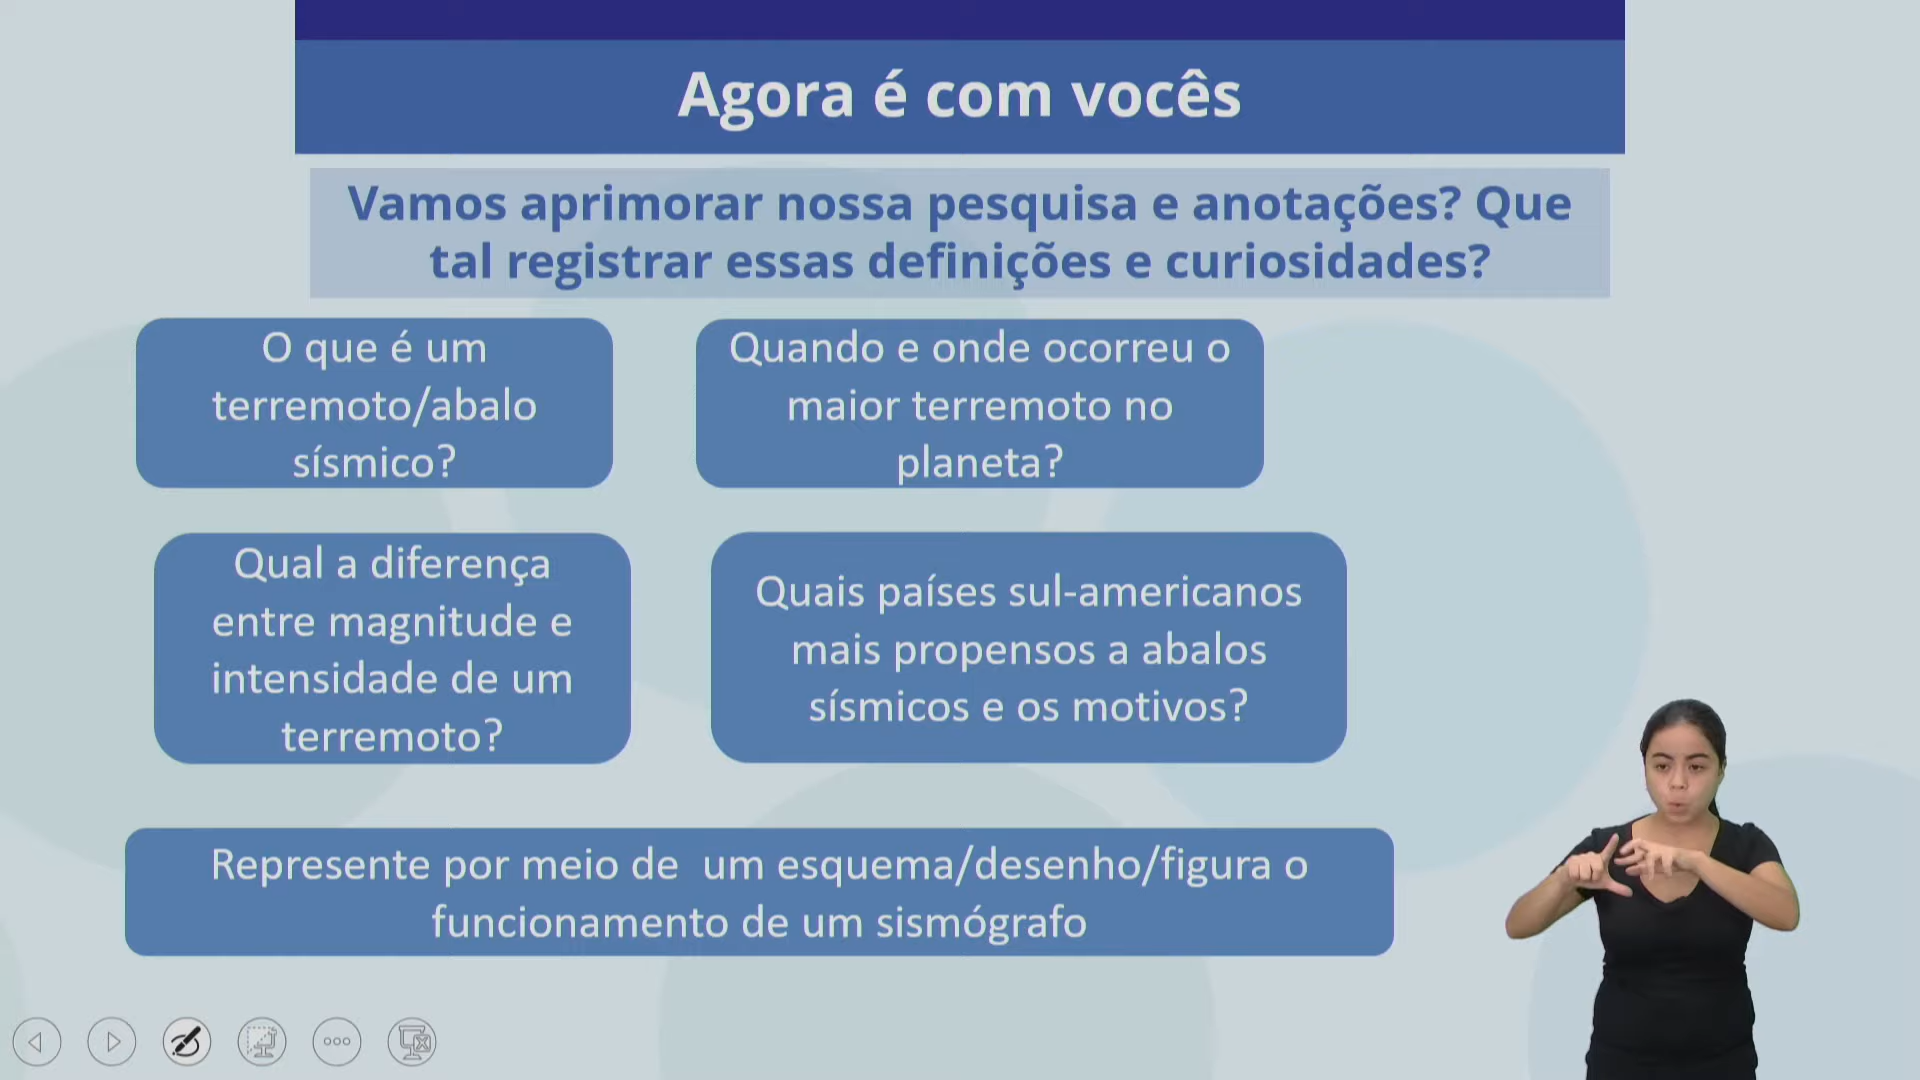 Agora é com vocês
Vamos aprimorar nossa pesquisa e anotações? Que
tal registrar essas definições e curiosidades?
O que é um
terremoto/abalo
sísmico?
Quando e onde ocorreu o
maior terremoto no
planeta?
Qual a diferença
entre magnitude e
intensidade de um
terremoto?
Quais países sul-americanos
mais propensos a abalos
sísmicos e os motivos?
Represente por meio de  um esquema/desenho/figura o
funcionamento de um sismógrafo